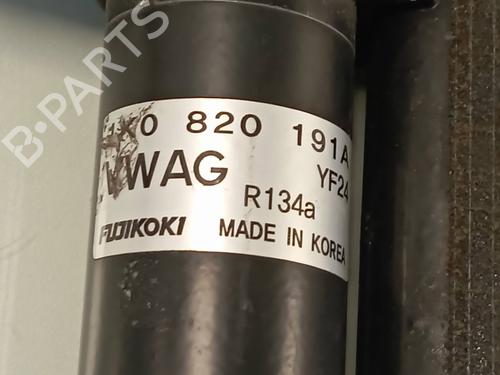 B-PARTS
820 191A
VWAG YF24
R134a
FUJIKOKI MADE IN KOREA